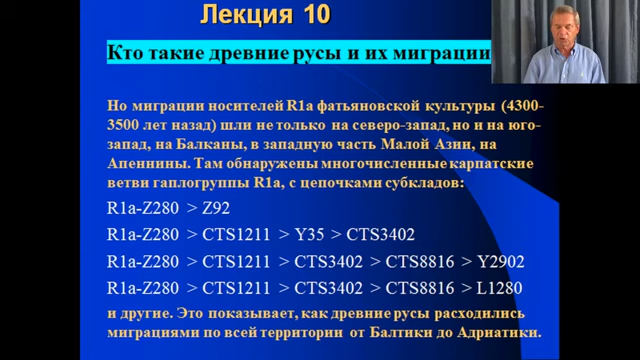 Лекция 10
Кто такие древние русы и их миграции
Но миграции носителей R1a фатьяновской культуры (4300-
3500 лет назад) шли не только на северо-запад, но и на юго-
запад, на Балканы, в западную часть Малой Азии, на
Апеннины. Там обнаружены многочисленные карпатские
ветви гаплогруппы R1a, с цепочками субкладов:
R1a-Z280 > Z92
R1a-Z280 > CTS1211 > Y35 > CTS3402
R1a-Z280 > CTS1211 > CTS3402 > CTS8816 > Y2902
R1a-Z280 > CTS1211 > CTS3402 > CTS8816 > L1280
и другие. Это показывает, как древние русы расходились
миграциями по всей территории от Балтики до Адриатики.